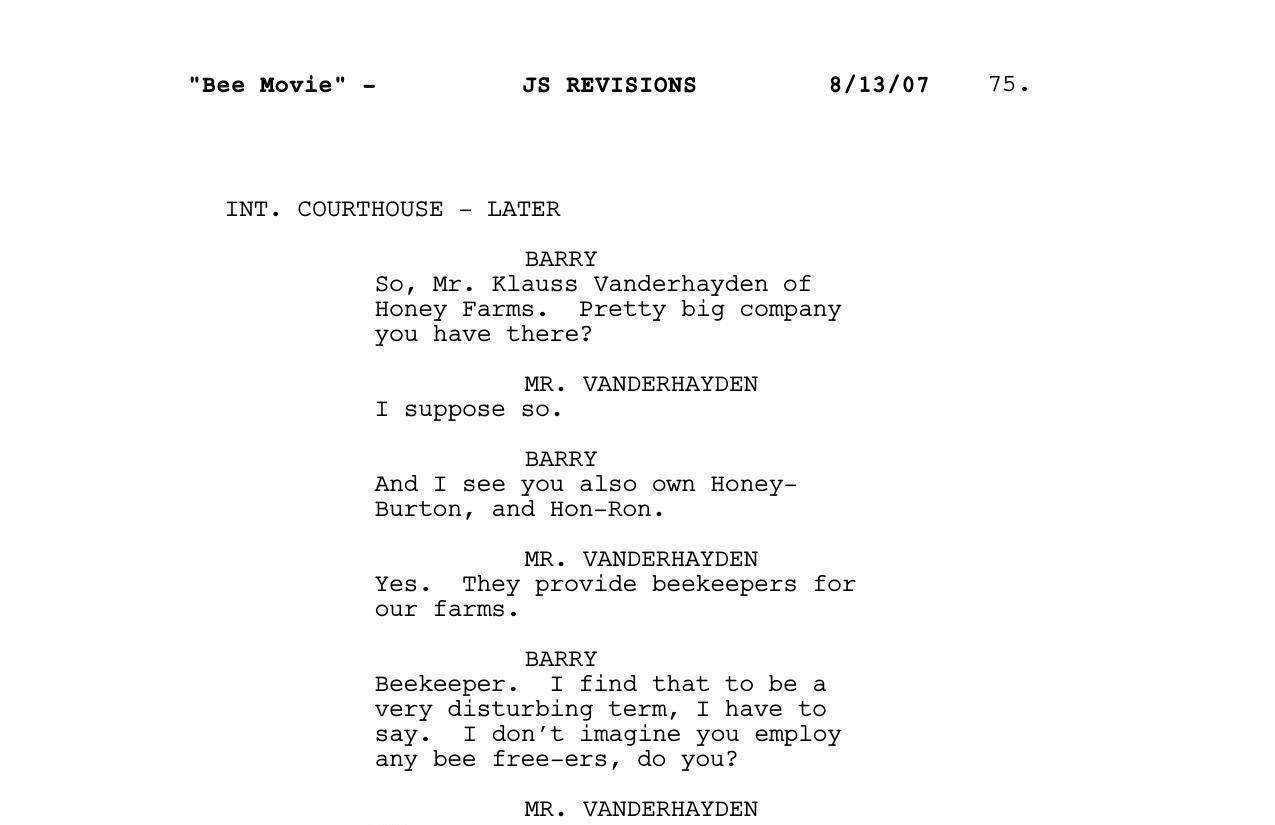 "Bee Movie" - JS REVISIONS 8/13/07 75.
INT. COURTHOUSE - LATER
BARRY
So, Mr. Klauss Vanderhayden of
Honey Farms.  Pretty big company
you have there?
MR. VANDERHAYDEN
I suppose so.
BARRY
And I see you also own Honey-
Burton, and Hon-Ron.
MR. VANDERHAYDEN
Yes.  They provide beekeepers for
our farms.
BARRY
Beekeeper.  I find that to be a
very disturbing term, I have to
say.  I don't imagine you employ
any bee free-ers, do you?
MR. VANDERHAYDEN